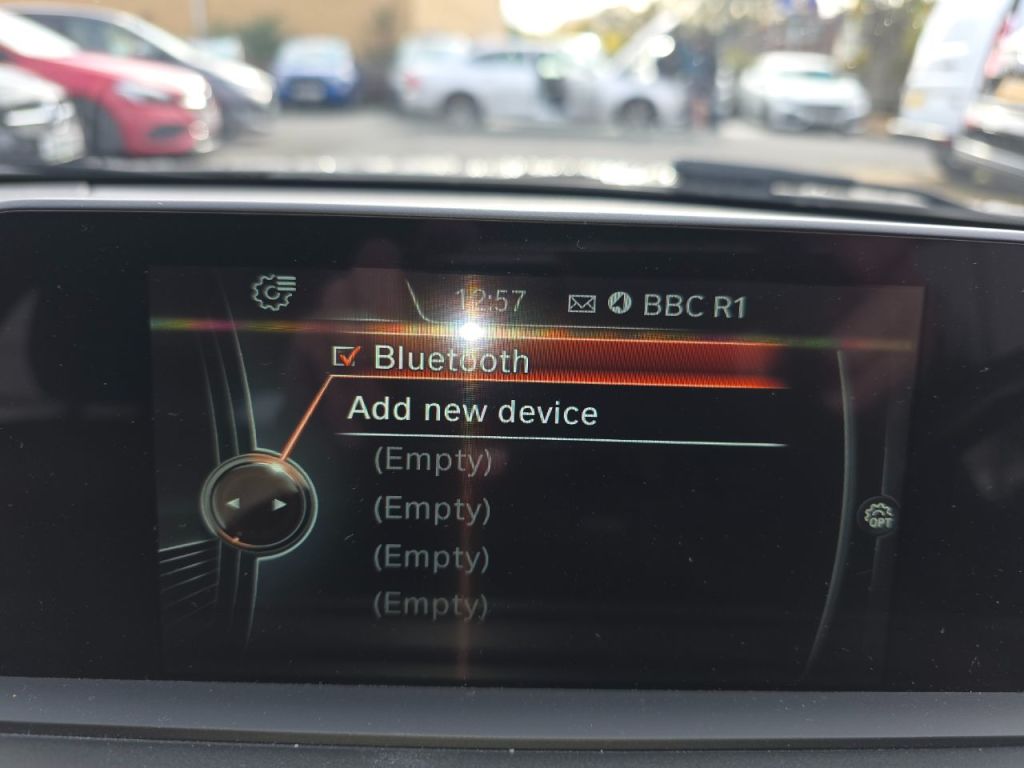 12:57 BBC R1
Bluetooth
Add new device
(Empty)
(Empty)
OPT
(Empty)
(Empty)